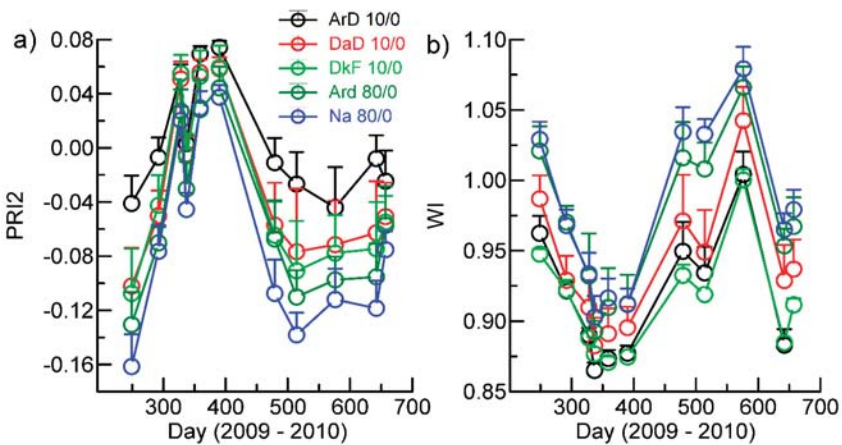 a)
PRI2
0.08
0.04
0.00
-0.04
-0.08
-0.12
-0.16
300 400 500 600 700
Day (2009 - 2010)
ArD 10/0
DaD 10/0
DkF 10/0
Ard 80/0
Na 80/0
b)
WI
1.10
1.05
1.00
0.95
0.90
0.85
300 400 500 600 700
Day (2009 - 2010)